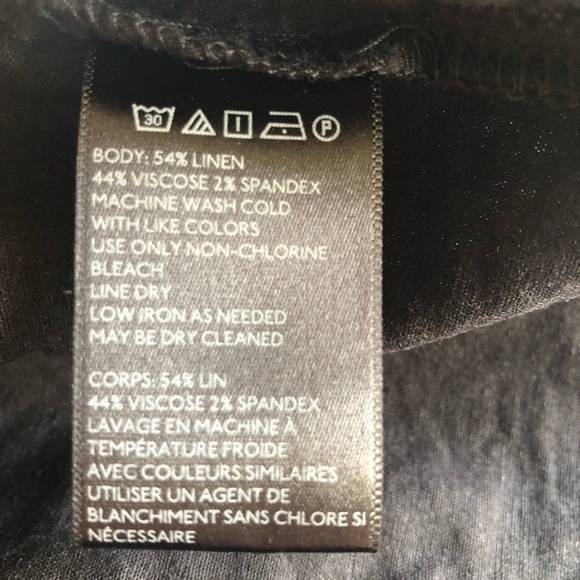 30 P
BODY: 54% LINEN
44% VISCOSE 2% SPANDEX
MACHINE WASH COLD
WITH LIKE COLORS
USE ONLY NON-CHLORINE
BLEACH
LINE DRY
LOW IRON AS NEEDED
MAY BE DRY CLEANED
CORPS: 54% LIN
44% VISCOSE 2% SPANDEX
LAVAGE EN MACHINE À
TEMPÉRATURE FROIDE
AVEC COULEURS SIMILAIRES
UTILISER UN AGENT DE
BLANCHIMENT SANS CHLORE SI
NÉCESSAIRE